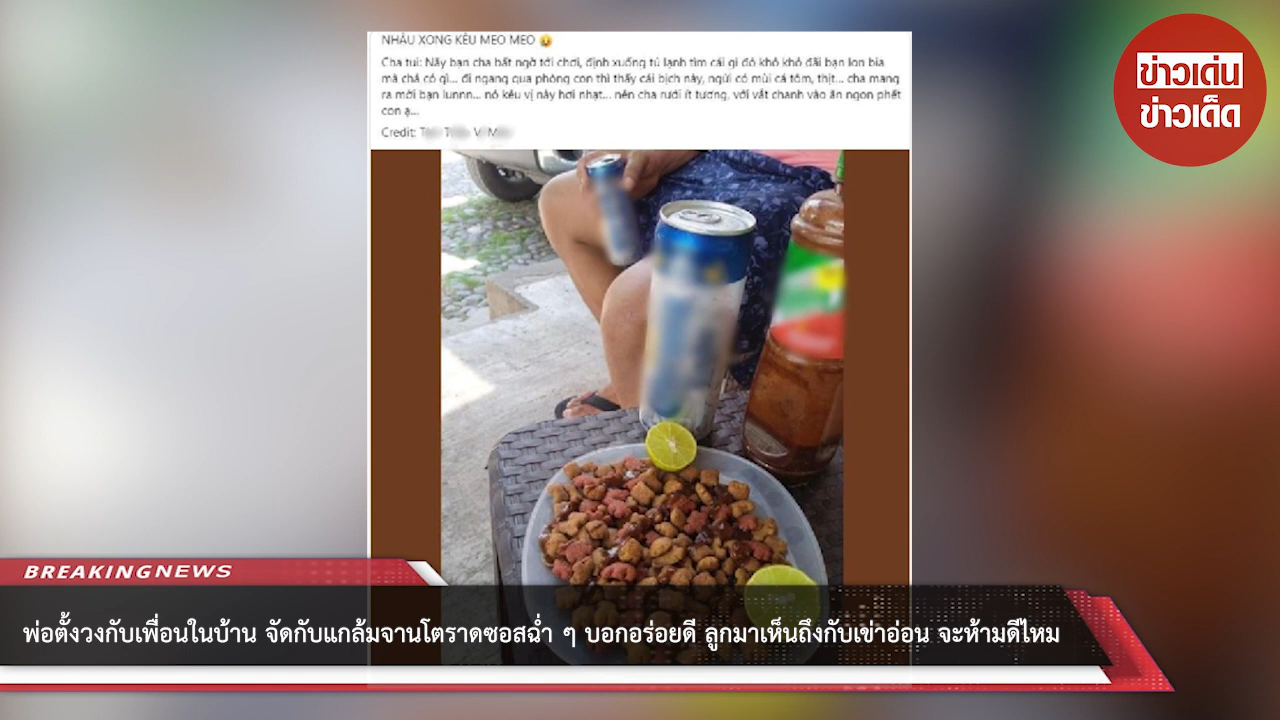 NHẬU XONG KÊU MEO MEO
Cha tui: Nãy bạn cha bất ngờ tới chơi, định xuống tủ lạnh tìm cái gì đó khô khô đãi bạn lon bia
mà chả có gì... đi ngang qua phòng con thì thấy cái bịch này, ngửi có mùi cá tôm, thịt... cha mang
ra mời bạn lunnn... nó kêu vị này hơi nhạt... nên cha rưới ít tương, với vắt chanh vào ăn ngon phết
con ạ...
Credit:
ข่าวเด่น
ข่าวเด็ด
BREAKINGNEWS
พ่อตั้งวงกับเพื่อนในบ้าน จัดกับแกล้มจานโตราดซอสฉ่ำ ๆ บอกอร่อยดี ลูกมาเห็นถึงกับเข่าอ่อน จะห้ามดีไหม